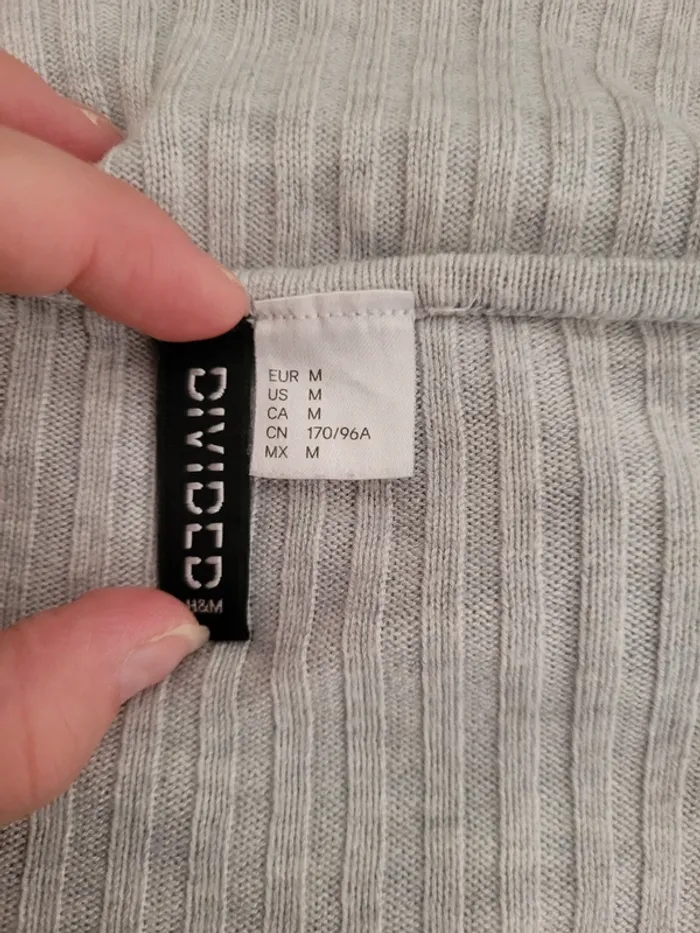 DIVIDED
H&M
EUR M
US M
CA M
CN 170/96A
MX M